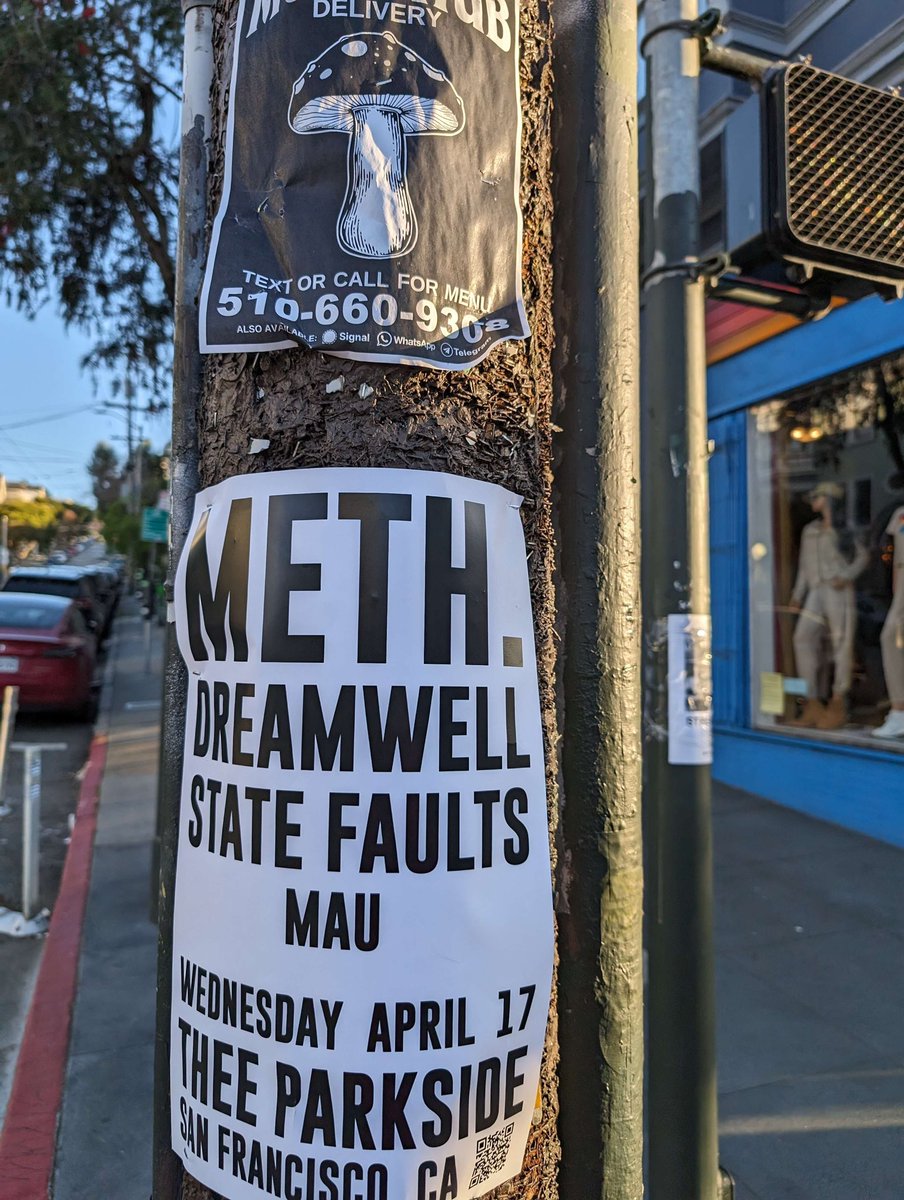 DELIVERY
TEXT OR CALL FOR MENU
510-660-9308
ALSO AVAILABLE: Signal WhatsApp Telegram
METH.
DREAMWELL
STATE FAULTS
MAU
WEDNESDAY APRIL 17
THEE PARKSIDE
SAN FRANCISCO, CA